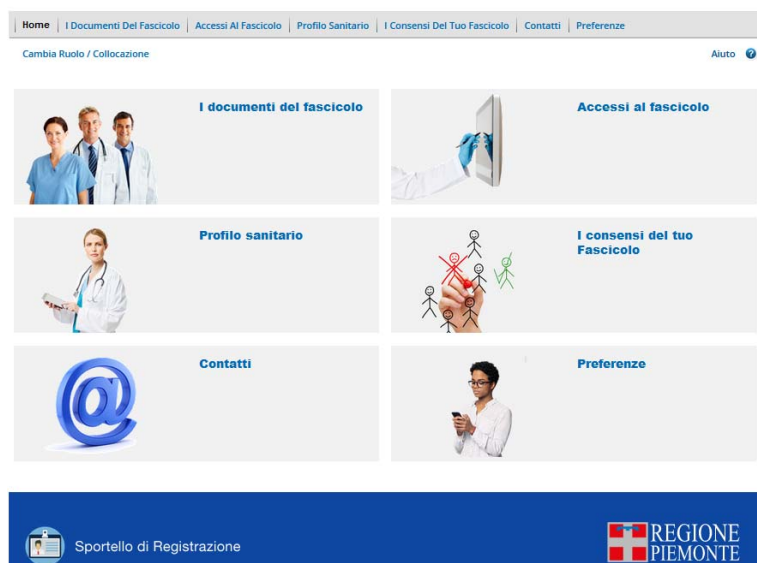 Home | I Documenti Del Fascicolo | Accessi Al Fascicolo | Profilo Sanitario | I Consensi Del Tuo Fascicolo | Contatti | Preferenze
Cambia Ruolo / Collocazione Aiuto ?
I documenti del fascicolo
Accessi al fascicolo
Profilo sanitario
I consensi del tuo
Fascicolo
@
Contatti
Preferenze
Sportello di Registrazione
REGIONE
PIEMONTE